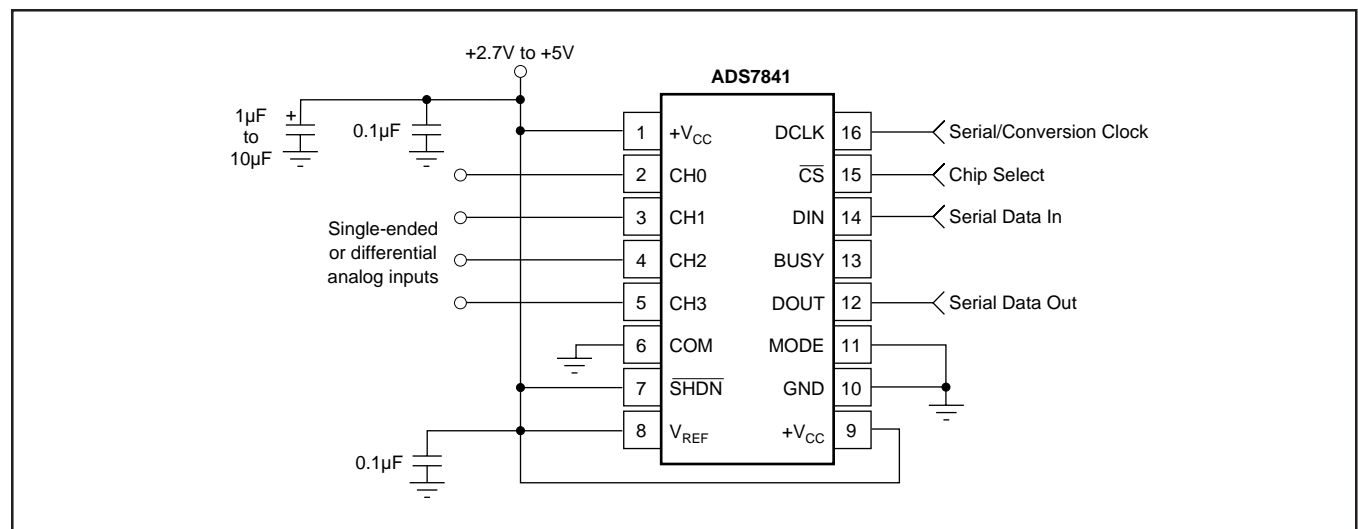 +2.7V to +5V
ADS7841
1µF
to
10µF
+
0.1µF
1 +VCC DCLK 16 Serial/Conversion Clock
2 CH0 CS 15 Chip Select
3 CH1 DIN 14 Serial Data In
Single-ended
or differential
analog inputs
4 CH2 BUSY 13
5 CH3 DOUT 12 Serial Data Out
6 COM MODE 11
7 SHDN GND 10
8 VREF +VCC 9
0.1µF